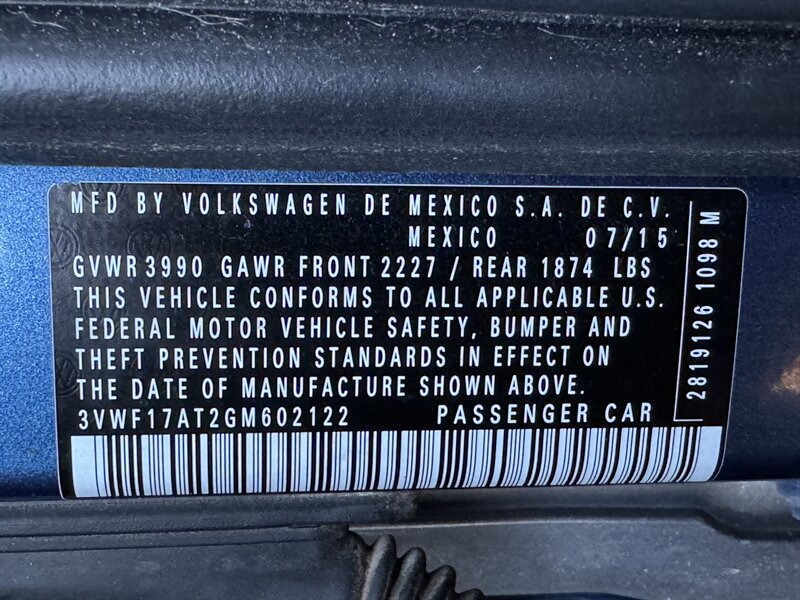 MFD BY VOLKSWAGEN DE MEXICO S.A. DE C.V.
MEXICO 07/15
GVWR 3990 GAWR FRONT 2227 / REAR 1874 LBS
THIS VEHICLE CONFORMS TO ALL APPLICABLE U.S.
FEDERAL MOTOR VEHICLE SAFETY, BUMPER AND
THEFT PREVENTION STANDARDS IN EFFECT ON
THE DATE OF MANUFACTURE SHOWN ABOVE.
3VWF17AT2GM602122 PASSENGER CAR
2819126 1098 M